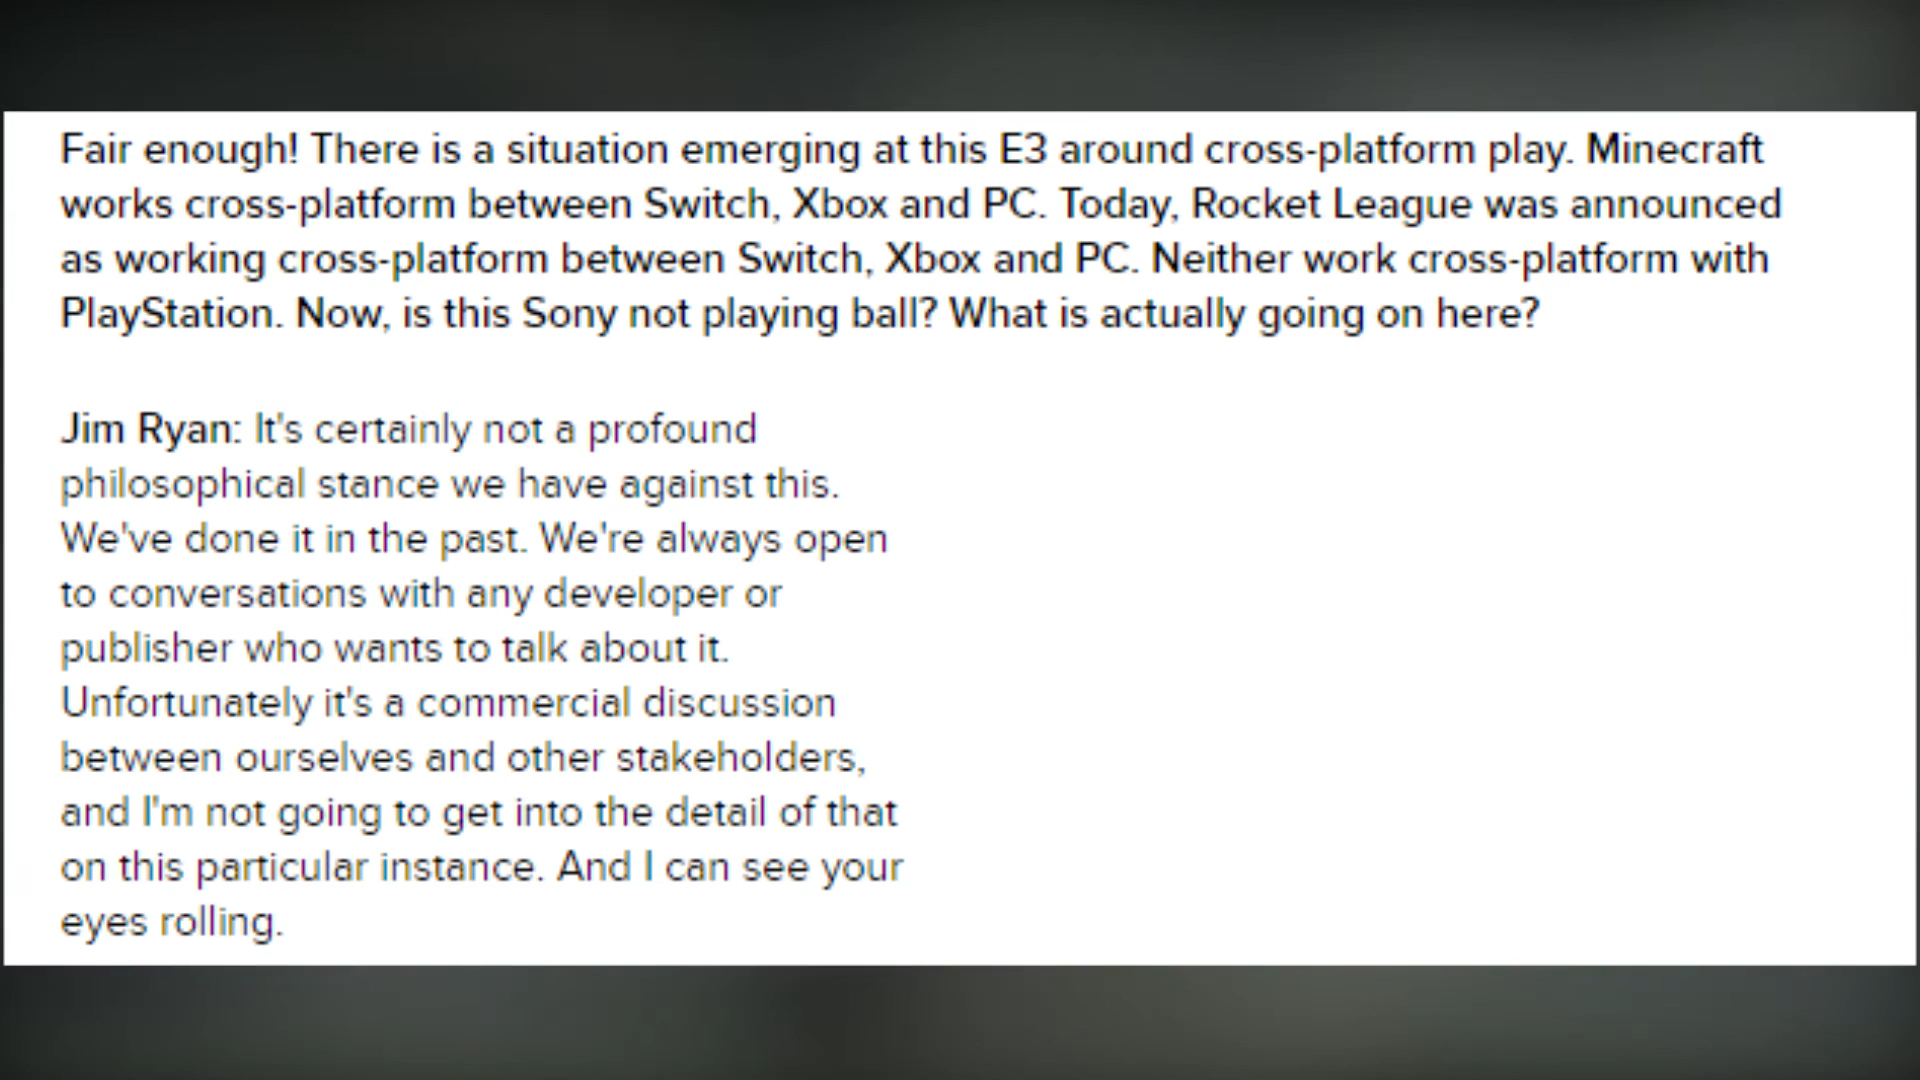 Fair enough! There is a situation emerging at this E3 around cross-platform play. Minecraft
works cross-platform between Switch, Xbox and PC. Today, Rocket League was announced
as working cross-platform between Switch, Xbox and PC. Neither work cross-platform with
PlayStation. Now, is this Sony not playing ball? What is actually going on here?
Jim Ryan: It's certainly not a profound
philosophical stance we have against this.
We've done it in the past. We're always open
to conversations with any developer or
publisher who wants to talk about it.
Unfortunately it's a commercial discussion
between ourselves and other stakeholders,
and I'm not going to get into the detail of that
on this particular instance. And I can see your
eyes rolling.